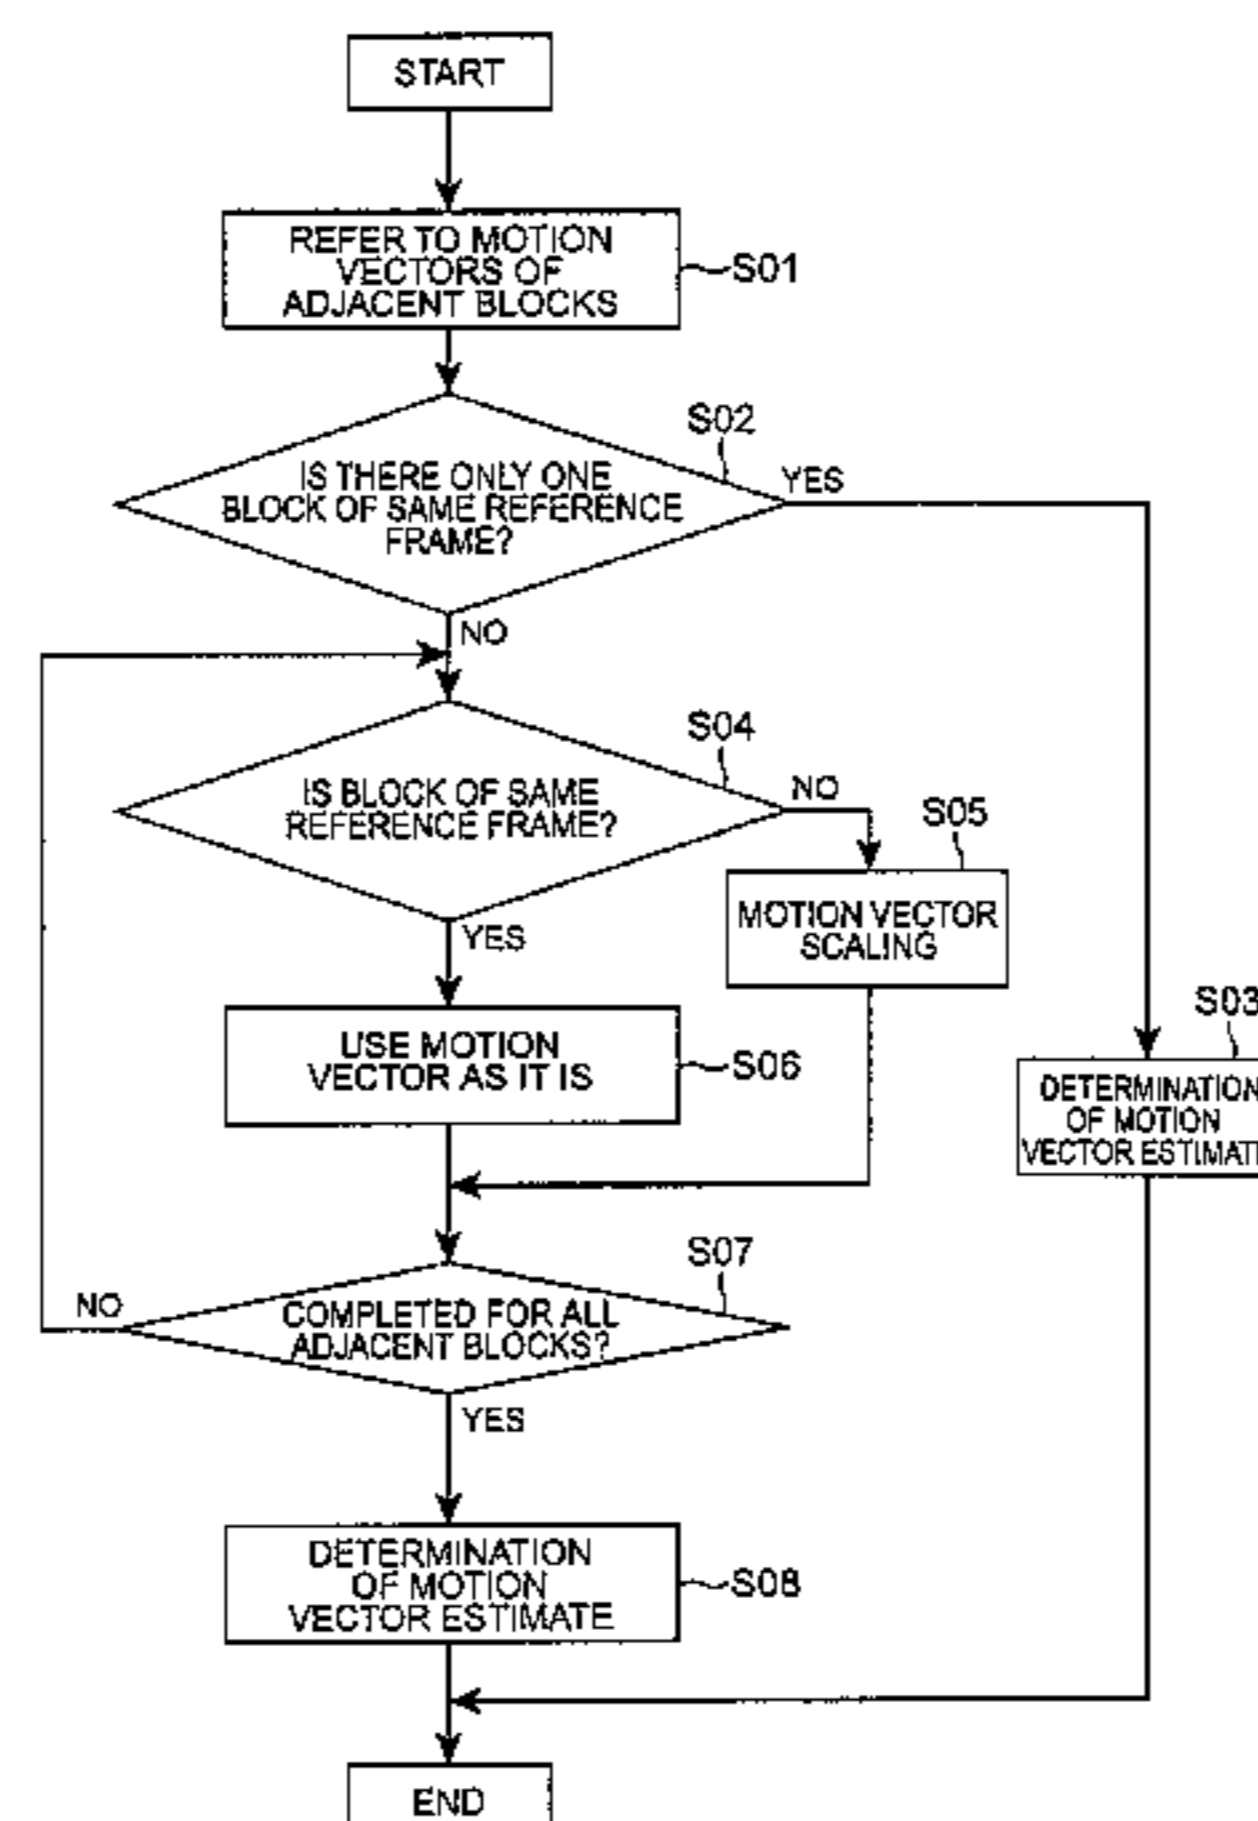 START
REFER TO MOTION
VECTORS OF
ADJACENT BLOCKS
S01
S02
IS THERE ONLY ONE
BLOCK OF SAME REFERENCE
FRAME?
YES
NO
S04
IS BLOCK OF SAME
REFERENCE FRAME?
NO
S05
MOTION VECTOR
SCALING
YES
USE MOTION
VECTOR AS IT IS
S06
S03
DETERMINATION
OF MOTION
VECTOR ESTIMATE
S07
COMPLETED FOR ALL
ADJACENT BLOCKS?
NO
YES
DETERMINATION
OF MOTION
VECTOR ESTIMATE
S08
END